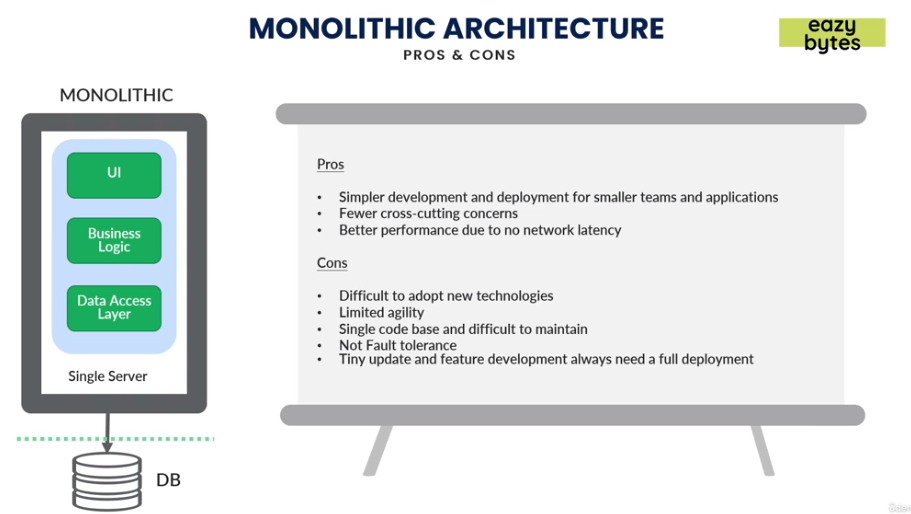 MONOLITHIC ARCHITECTURE
PROS & CONS
eazy
bytes
MONOLITHIC
UI
Business
Logic
Data Access
Layer
Single Server
DB
Pros
• Simpler development and deployment for smaller teams and applications
• Fewer cross-cutting concerns
• Better performance due to no network latency
Cons
• Difficult to adopt new technologies
• Limited agility
• Single code base and difficult to maintain
• Not Fault tolerance
• Tiny update and feature development always need a full deployment